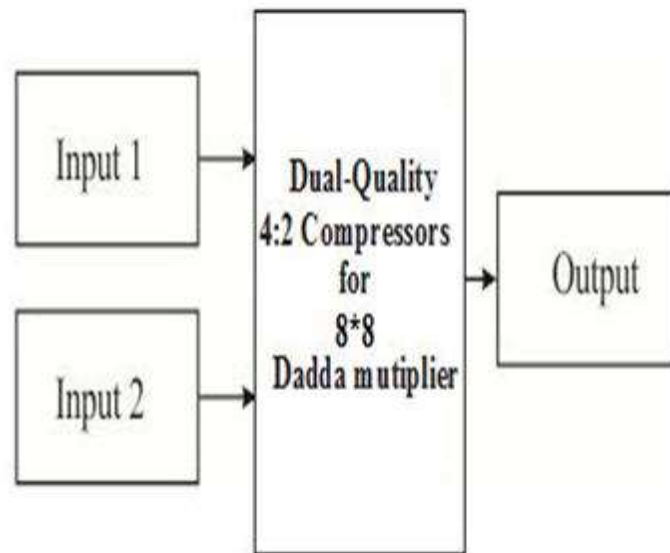 Input 1
Input 2
Dual-Quality
4:2 Compressors
for
8*8
Dadda mutiplier
Output